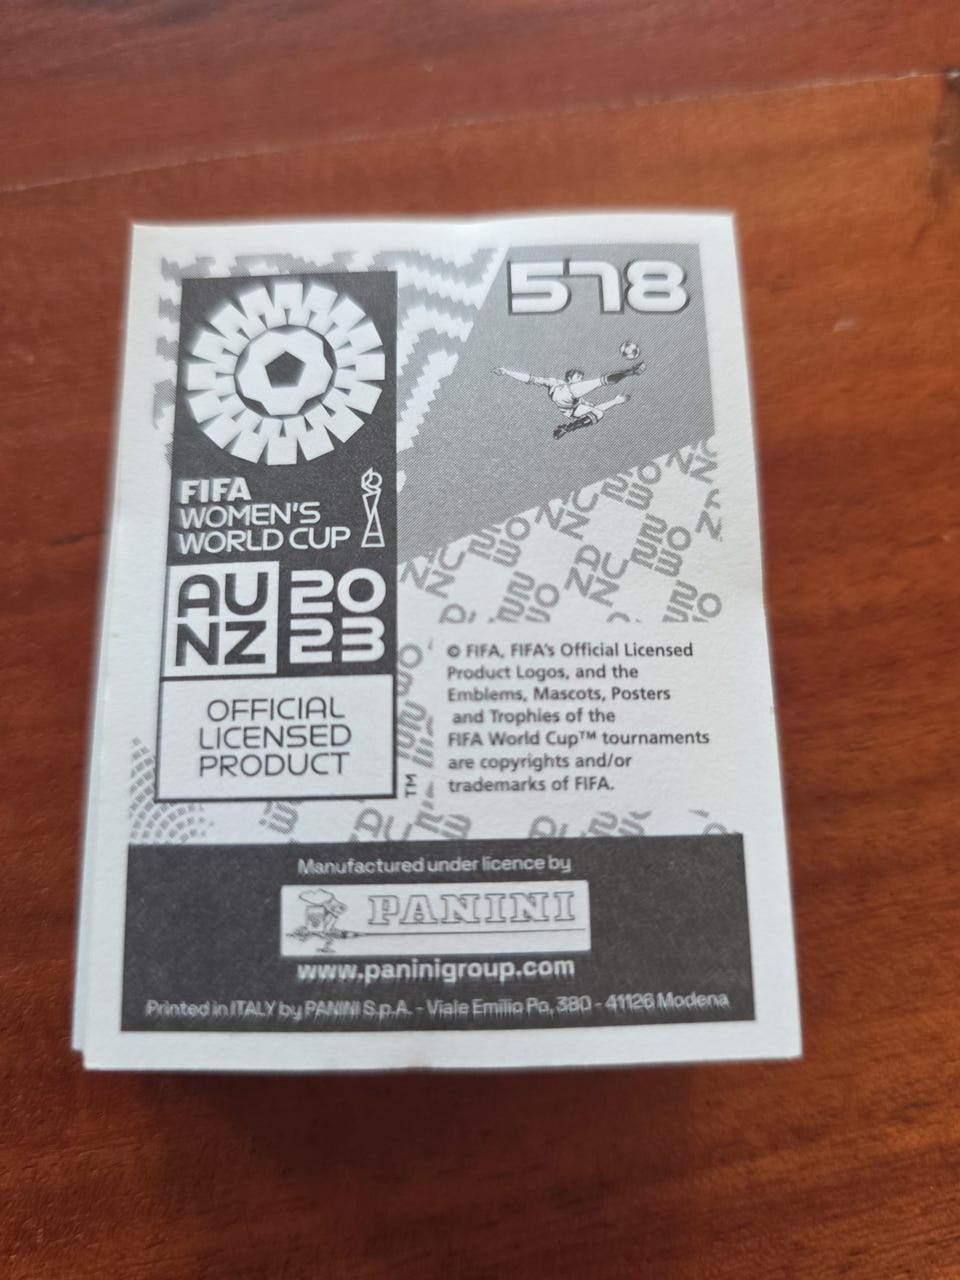 578
FIFA
WOMEN'S
WORLD CUP
AU 20
NZ 23
OFFICIAL
LICENSED
PRODUCT
TM
© FIFA, FIFA's Official Licensed
Product Logos, and the
Emblems, Mascots, Posters
and Trophies of the
FIFA World Cup™ tournaments
are copyrights and/or
trademarks of FIFA.
Manufactured under licence by
PANINI
www.paninigroup.com
Printed in ITALY by PANINI S.p.A. - Viale Emilio Po, 380 - 41126 Modena